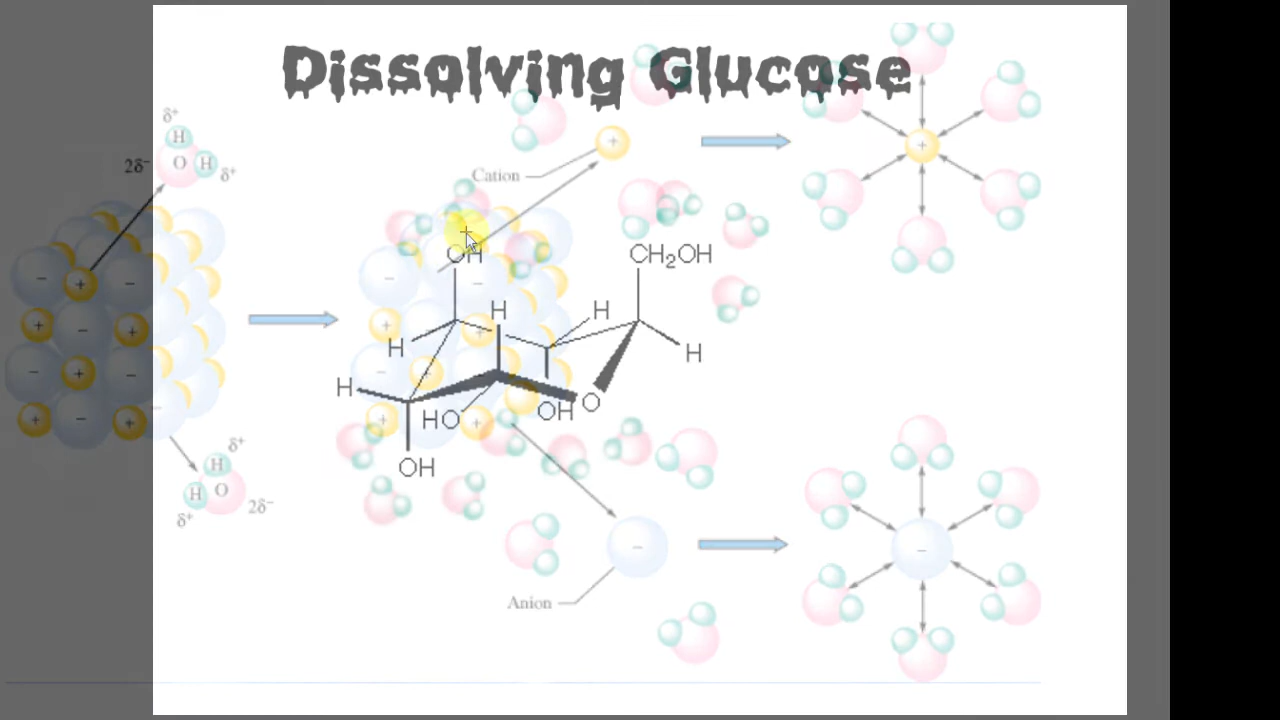 Dissolving Glucose
δ+
H
2δ−
O
H
δ+
Cation
+
+
+
OH
CH₂OH
−
+
−
−
−
H
H
+
−
+
+
+
H
H
−
+
−
−
+
H
HO
OH
O
+
−
+
+
+
OH
δ+
H
H
O
2δ−
δ+
−
−
Anion